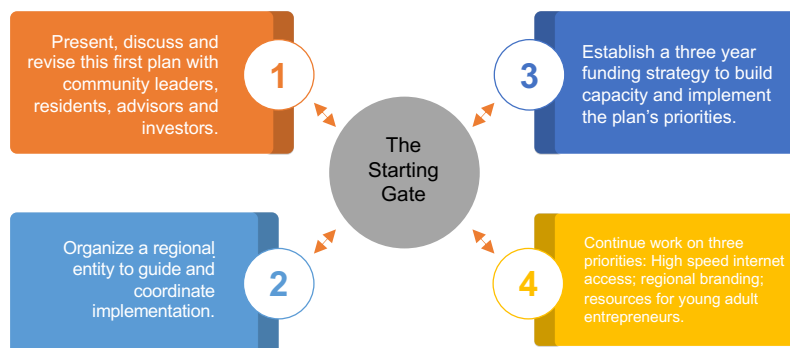 Present, discuss and
revise this first plan with
community leaders,
residents, advisors and
investors.
1
Organize a regional
entity to guide and
coordinate
implementation.
2
The
Starting
Gate
3
Establish a three year
funding strategy to build
capacity and implement
the plan’s priorities.
4
Continue work on three
priorities: High speed internet
access; regional branding;
resources for young adult
entrepreneurs.